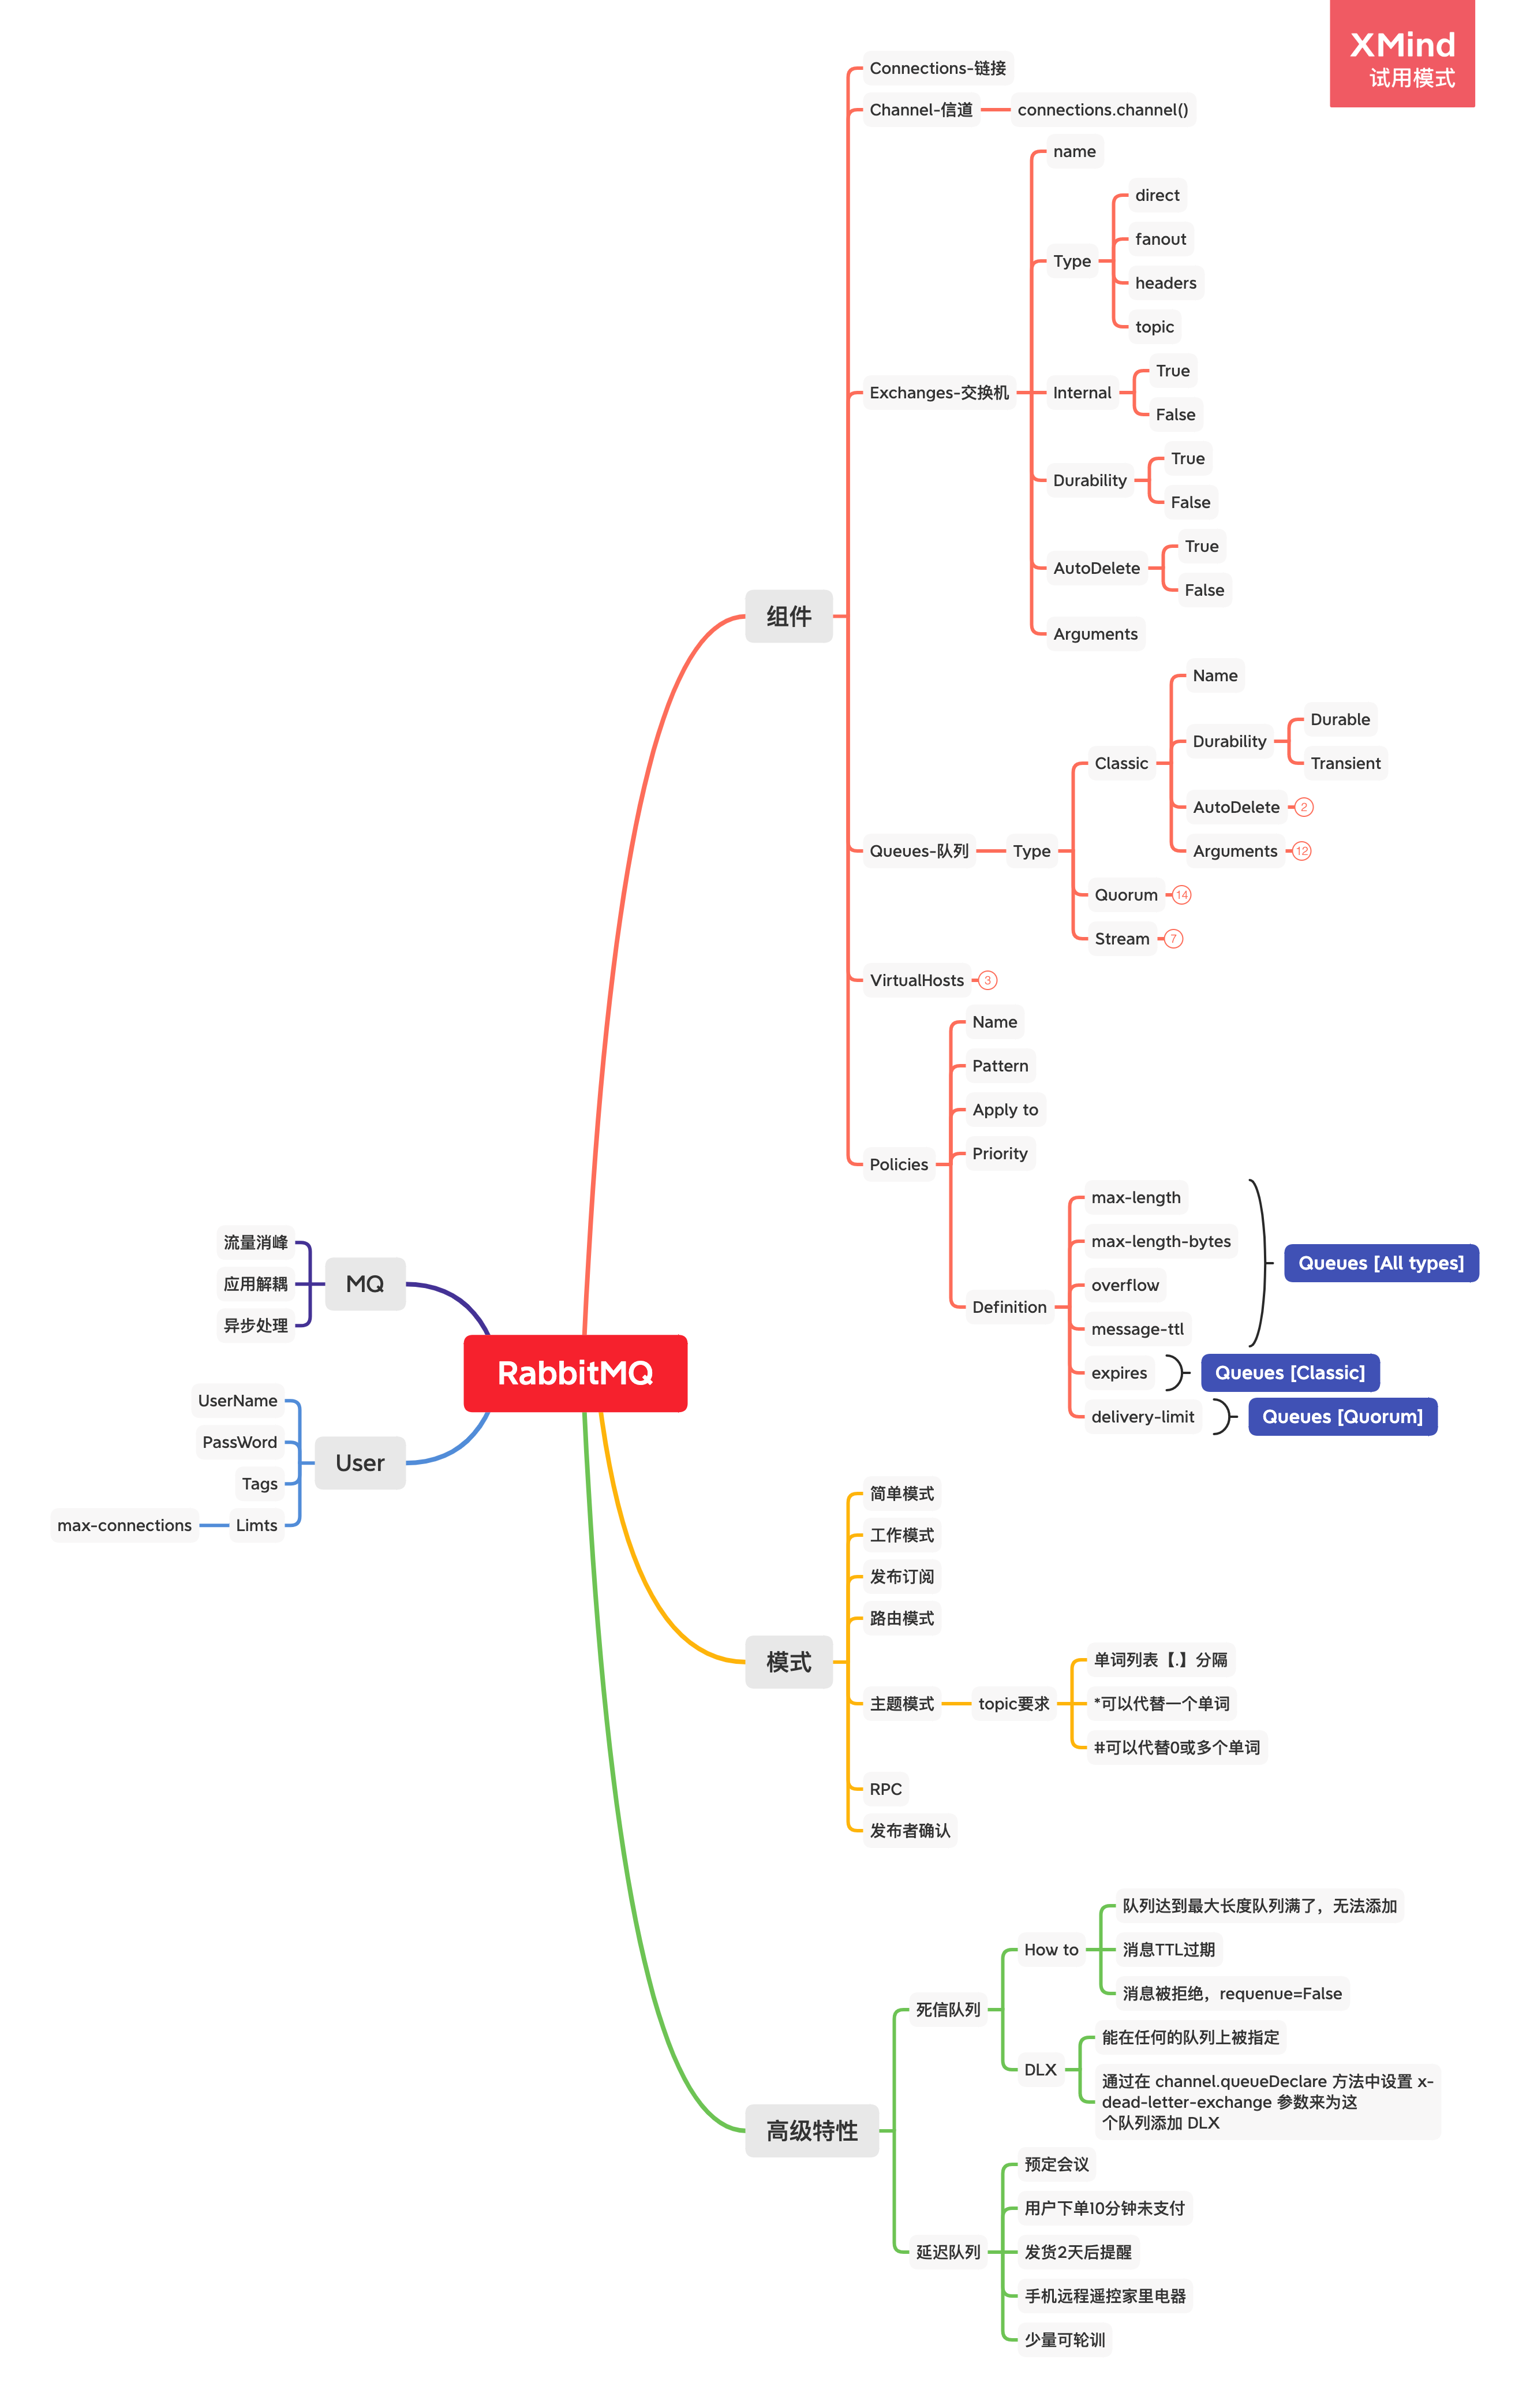 XMind
试用模式
Connections-链接
Channel-信道
connections.channel()
Exchanges-交换机
name
Type
direct
fanout
headers
topic
Internal
True
False
Durability
True
False
AutoDelete
True
False
Arguments
组件
Queues-队列
Type
Classic
Name
Durability
Durable
Transient
AutoDelete
2
Arguments
12
Quorum
14
Stream
7
VirtualHosts
3
Policies
Name
Pattern
Apply to
Priority
Definition
max-length
max-length-bytes
overflow
message-ttl
Queues [All types]
expires
Queues [Classic]
delivery-limit
Queues [Quorum]
流量消峰
应用解耦
异步处理
MQ
RabbitMQ
UserName
PassWord
Tags
max-connections
Limts
User
模式
简单模式
工作模式
发布订阅
路由模式
主题模式
topic要求
单词列表【.】分隔
*可以代替一个单词
#可以代替0或多个单词
RPC
发布者确认
高级特性
死信队列
How to
队列达到最大长度队列满了，无法添加
消息TTL过期
消息被拒绝，requenue=False
DLX
能在任何的队列上被指定
通过在 channel.queueDeclare 方法中设置 x-
dead-letter-exchange 参数来为这
个队列添加 DLX
延迟队列
预定会议
用户下单10分钟未支付
发货2天后提醒
手机远程遥控家里电器
少量可轮训